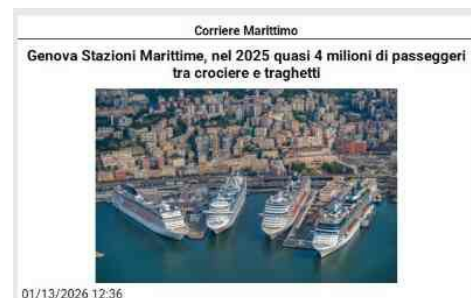 Corriere Marittimo
Genova Stazioni Marittime, nel 2025 quasi 4 milioni di passeggeri
tra crociere e traghetti
01/13/2026 12:36